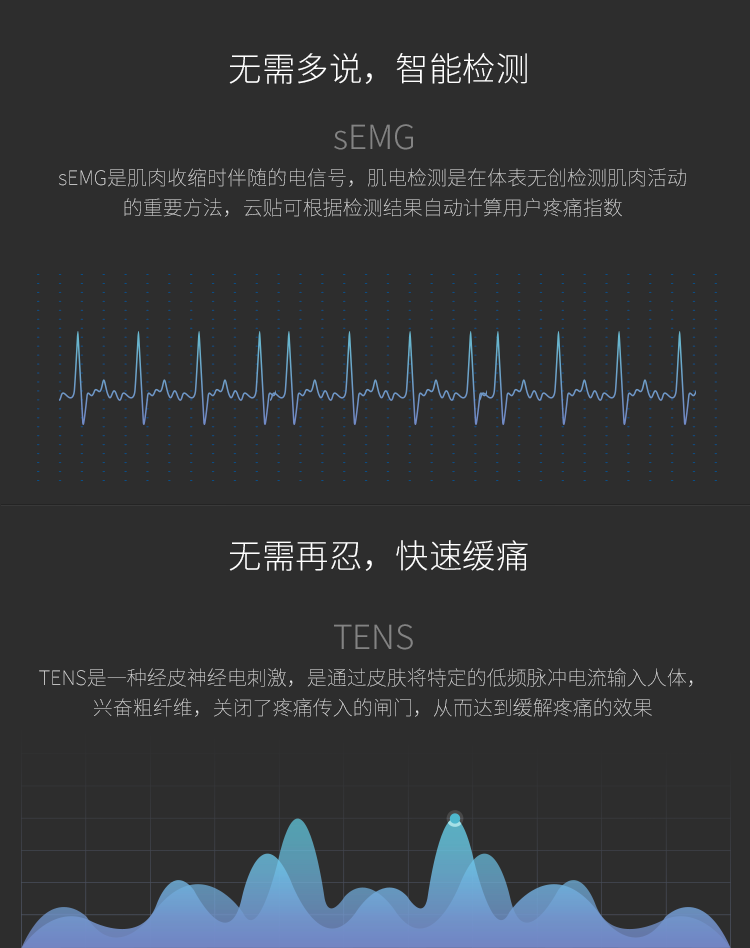 无需多说，智能检测
sEMG
sEMG是肌肉收缩时伴随的电信号，肌电检测是在体表无创检测肌肉活动
的重要方法，云贴可根据检测结果自动计算用户疼痛指数
无需再忍，快速缓痛
TENS
TENS是一种经皮神经电刺激，是通过皮肤将特定的低频脉冲电流输入人体，
兴奋粗纤维，关闭了疼痛传入的闸门，从而达到缓解疼痛的效果